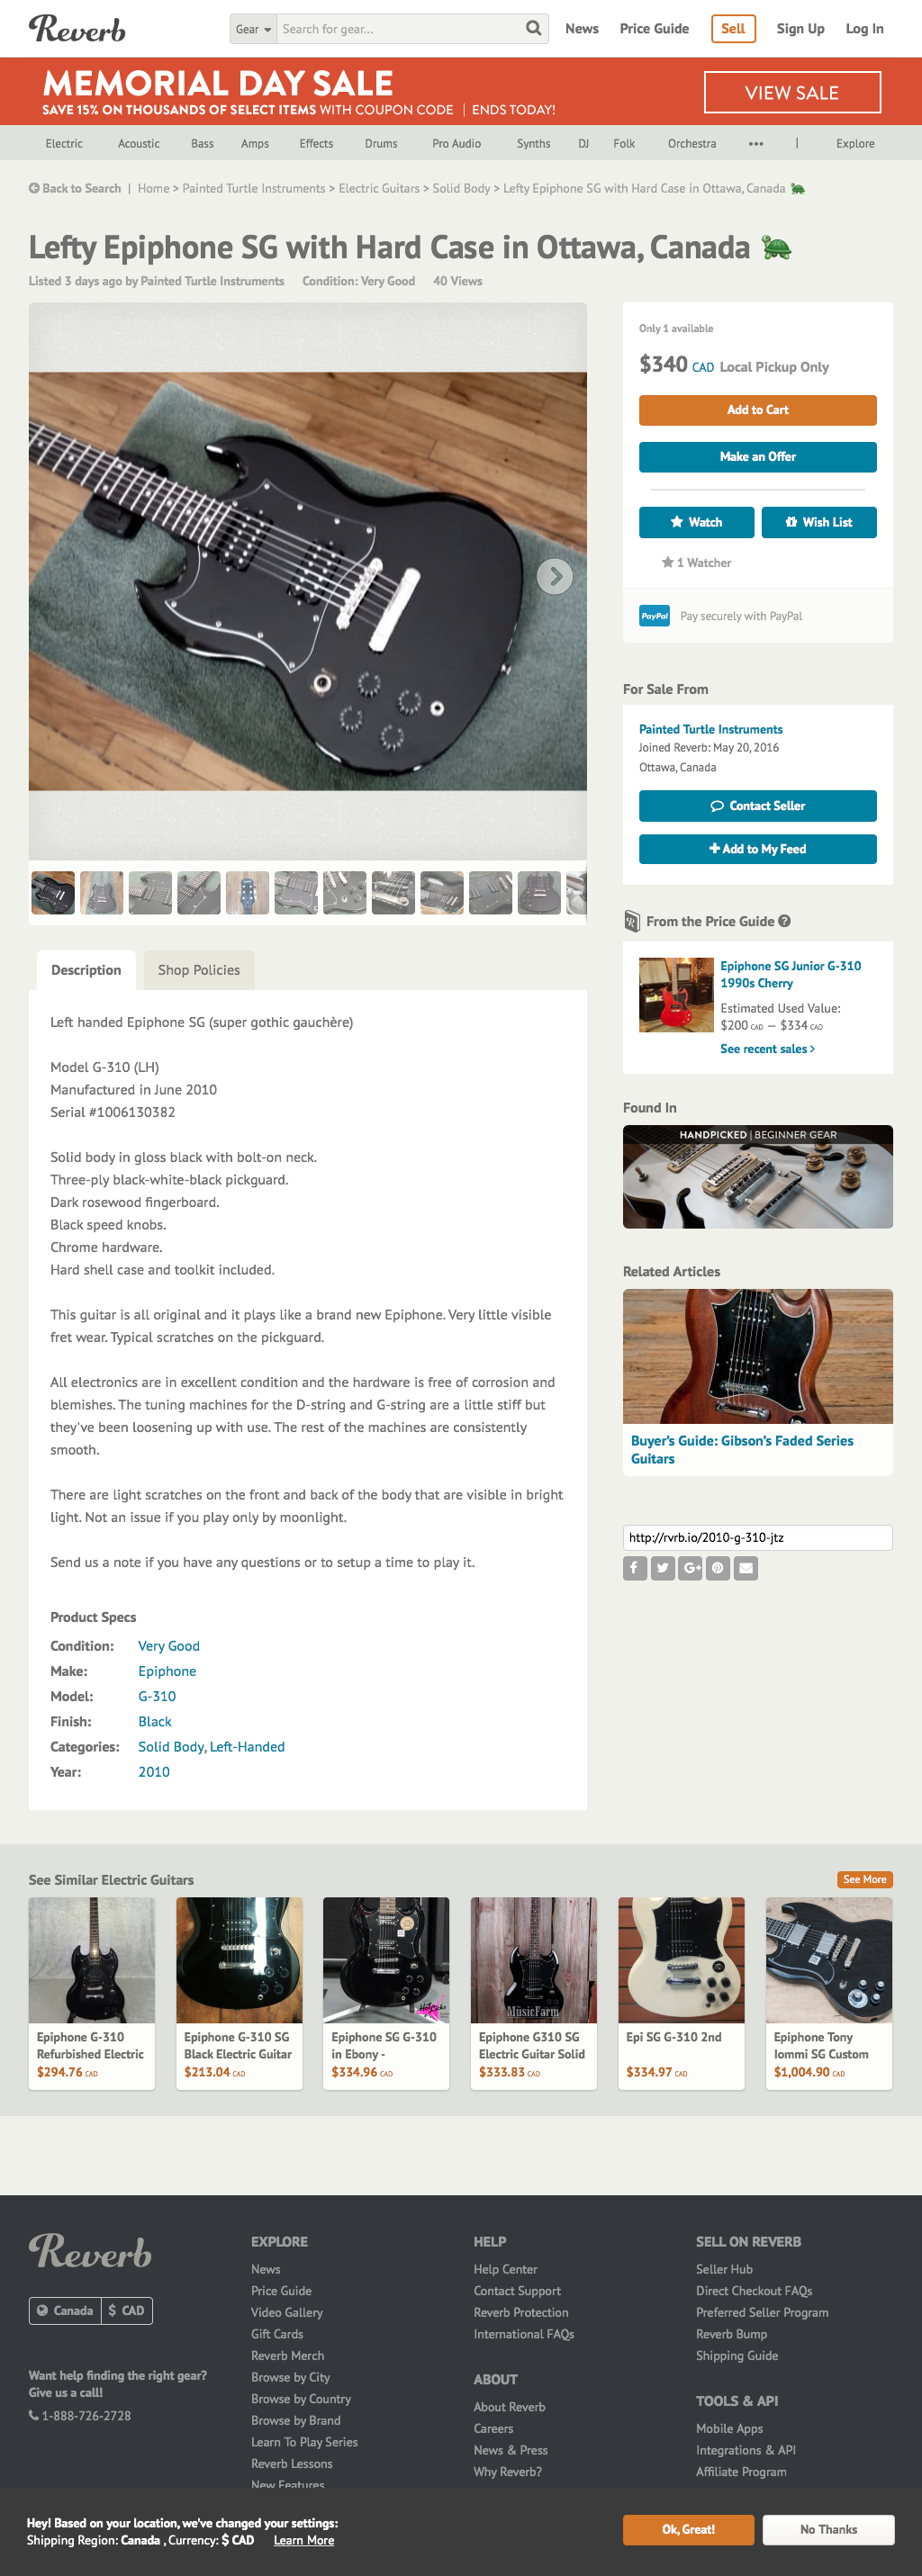 Reverb
Gear
Search for gear...
News
Price Guide
Sell
Sign Up
Log In
MEMORIAL DAY SALE
SAVE 15% ON THOUSANDS OF SELECT ITEMS WITH COUPON CODE | ENDS TODAY!
VIEW SALE
Electric Acoustic Bass Amps Effects Drums Pro Audio Synths DJ Folk Orchestra ••• | Explore
Back to Search | Home > Painted Turtle Instruments > Electric Guitars > Solid Body > Lefty Epiphone SG with Hard Case in Ottawa, Canada 🐢
Lefty Epiphone SG with Hard Case in Ottawa, Canada 🐢
Listed 3 days ago by Painted Turtle Instruments Condition: Very Good 40 Views
Only 1 available
$340 CAD Local Pickup Only
Add to Cart
Make an Offer
Watch
Wish List
1 Watcher
PayPal Pay securely with PayPal
For Sale From
Painted Turtle Instruments
Joined Reverb: May 20, 2016
Ottawa, Canada
Contact Seller
Add to My Feed
From the Price Guide
Epiphone SG Junior G-310
1990s Cherry
Estimated Used Value:
$200 CAD — $334 CAD
See recent sales
Found In
HANDPICKED | BEGINNER GEAR
Related Articles
Buyer's Guide: Gibson's Faded Series
Guitars
http://rvrb.io/2010-g-310-jtz
Description
Shop Policies
Left handed Epiphone SG (super gothic gauchère)
Model G-310 (LH)
Manufactured in June 2010
Serial #1006130382
Solid body in gloss black with bolt-on neck.
Three-ply black-white-black pickguard.
Dark rosewood fingerboard.
Black speed knobs.
Chrome hardware.
Hard shell case and toolkit included.
This guitar is all original and it plays like a brand new Epiphone. Very little visible
fret wear. Typical scratches on the pickguard.
All electronics are in excellent condition and the hardware is free of corrosion and
blemishes. The tuning machines for the D-string and G-string are a little stiff but
they've been loosening up with use. The rest of the machines are consistently
smooth.
There are light scratches on the front and back of the body that are visible in bright
light. Not an issue if you play only by moonlight.
Send us a note if you have any questions or to setup a time to play it.
Product Specs
Condition: Very Good
Make: Epiphone
Model: G-310
Finish: Black
Categories: Solid Body, Left-Handed
Year: 2010
See Similar Electric Guitars
See More
MüsicFarm
Epiphone G-310
Refurbished Electric
$294.76 CAD
Epiphone G-310 SG
Black Electric Guitar
$213.04 CAD
Epiphone SG G-310
in Ebony -
$334.96 CAD
Epiphone G310 SG
Electric Guitar Solid
$333.83 CAD
Epi SG G-310 2nd
$334.97 CAD
Epiphone Tony
Iommi SG Custom
$1,004.90 CAD
Reverb
Canada
$ CAD
Want help finding the right gear?
Give us a call!
1-888-726-2728
EXPLORE
News
Price Guide
Video Gallery
Gift Cards
Reverb Merch
Browse by City
Browse by Country
Browse by Brand
Learn To Play Series
Reverb Lessons
New Features
HELP
Help Center
Contact Support
Reverb Protection
International FAQs
ABOUT
About Reverb
Careers
News & Press
Why Reverb?
SELL ON REVERB
Seller Hub
Direct Checkout FAQs
Preferred Seller Program
Reverb Bump
Shipping Guide
TOOLS & API
Mobile Apps
Integrations & API
Affiliate Program
Hey! Based on your location, we've changed your settings:
Shipping Region: Canada , Currency: $ CAD Learn More
Ok, Great!
No Thanks